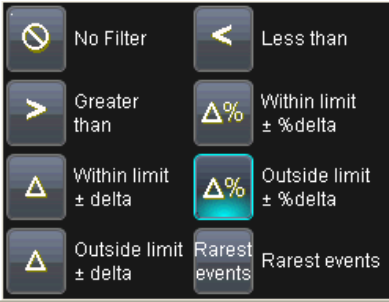 No Filter
< Less than
> Greater
than
Δ% Within limit
± %delta
Δ Within limit
± delta
Δ% Outside limit
± %delta
Δ Outside limit
± delta
Rarest
events
Rarest events